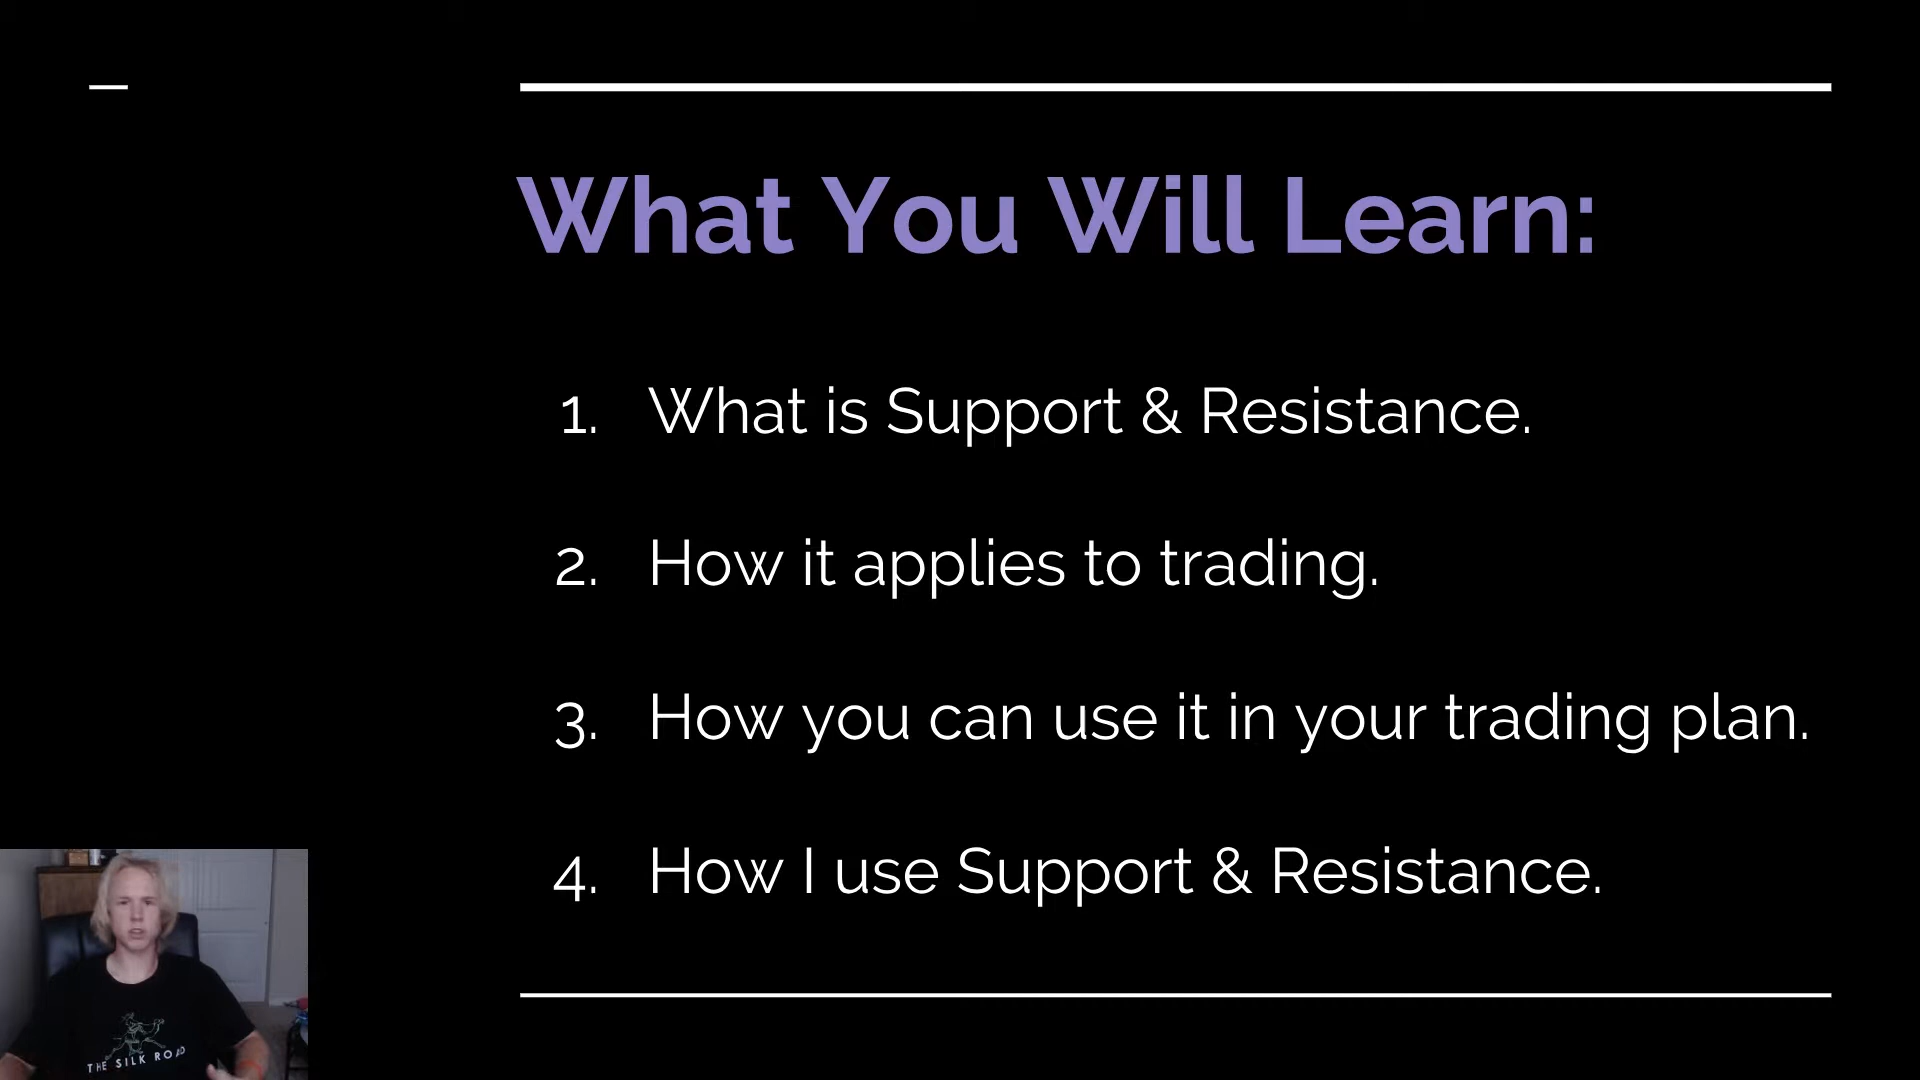 What You Will Learn:
1. What is Support & Resistance.
2. How it applies to trading.
3. How you can use it in your trading plan.
4. How I use Support & Resistance.
THE SILK ROAD